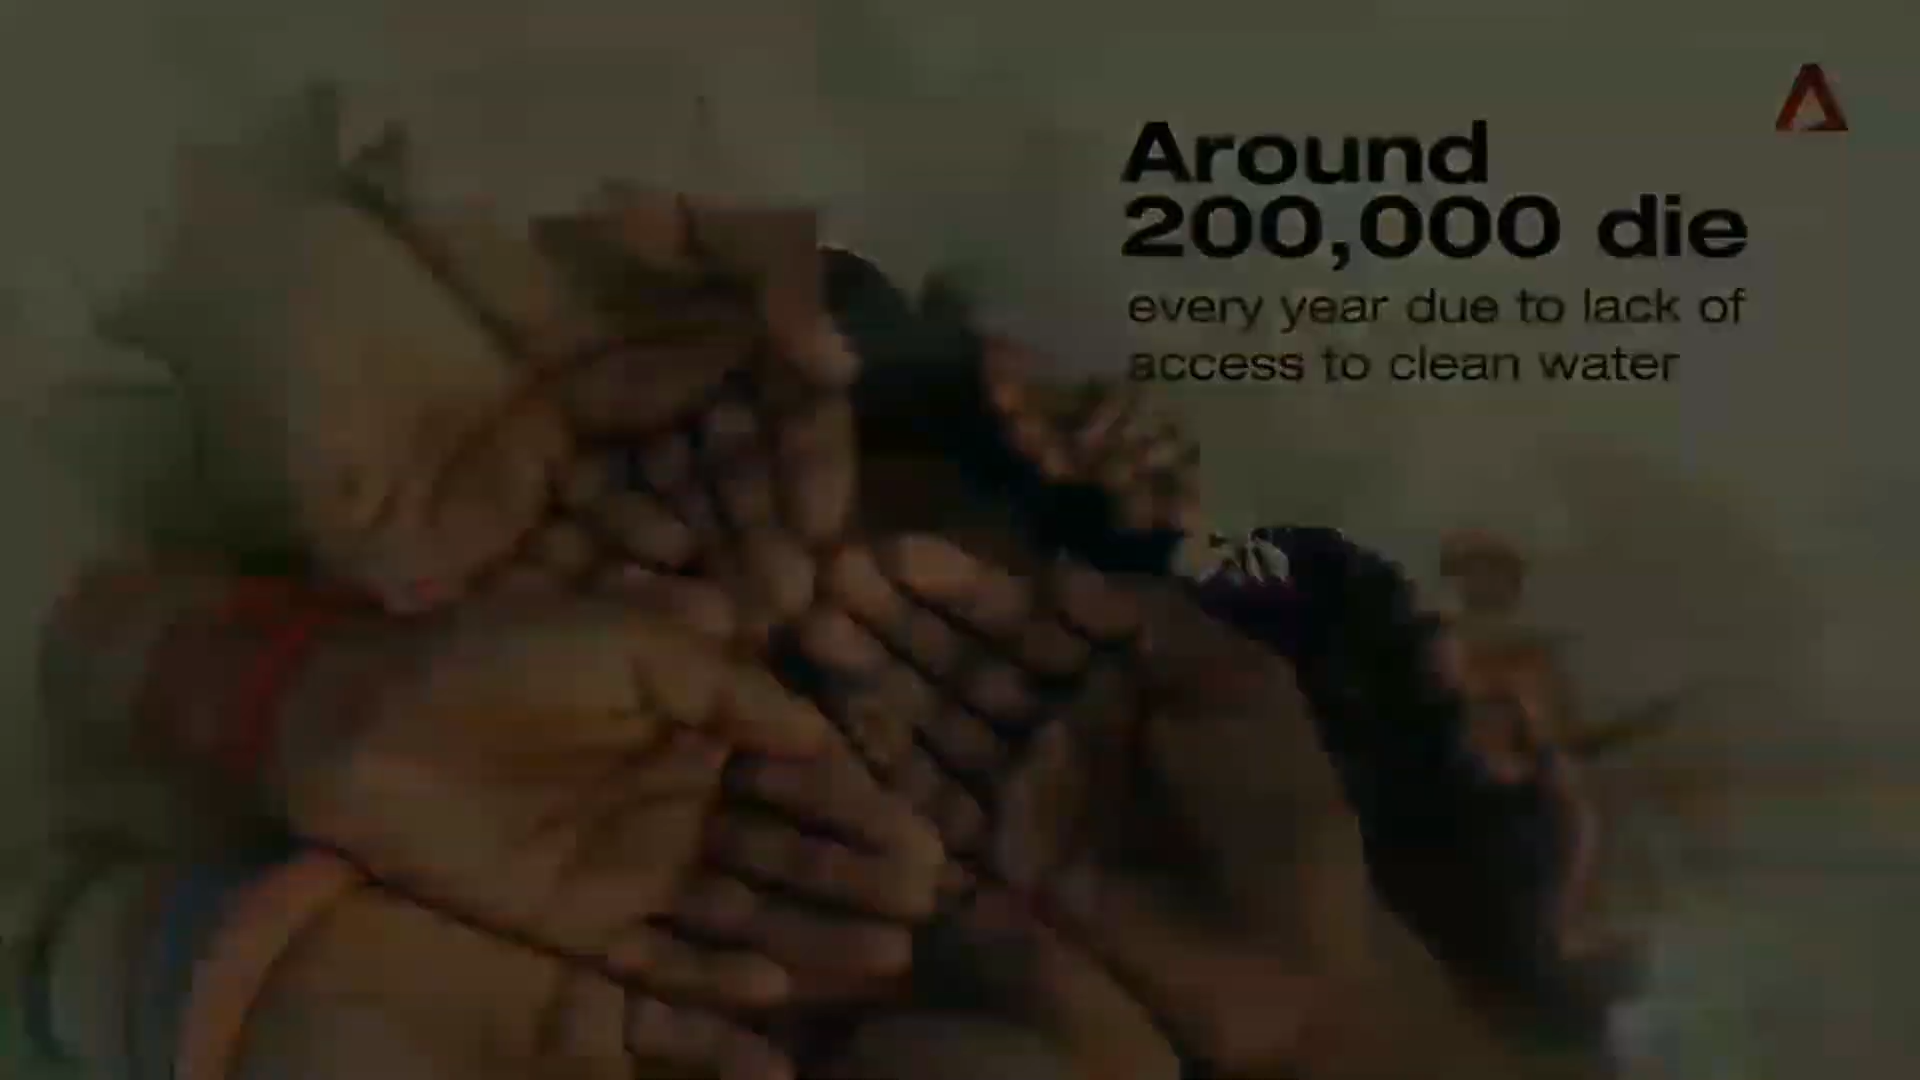 Around
200,000 die
every year due to lack of
access to clean water